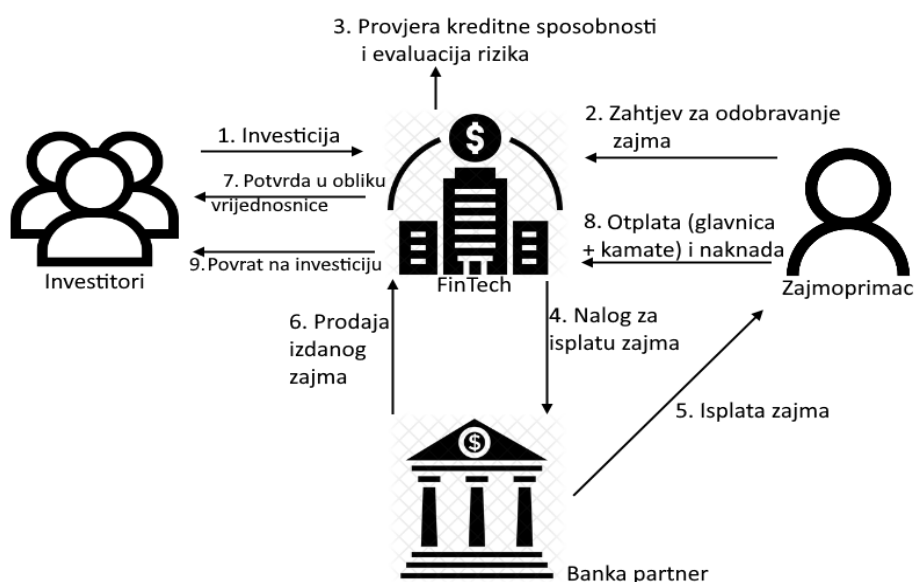 3. Provjera kreditne sposobnosti
i evaluacija rizika
1. Investicija
2. Zahtjev za odobravanje
zajma
7. Potvrda u obliku
vrijednosnice
8. Otplata (glavnica
+ kamate) i naknada
9.Povrat na investiciju
Investitori
FinTech
Zajmoprimac
6. Prodaja
izdanog
zajma
4. Nalog za
isplatu zajma
5. Isplata zajma
Banka partner